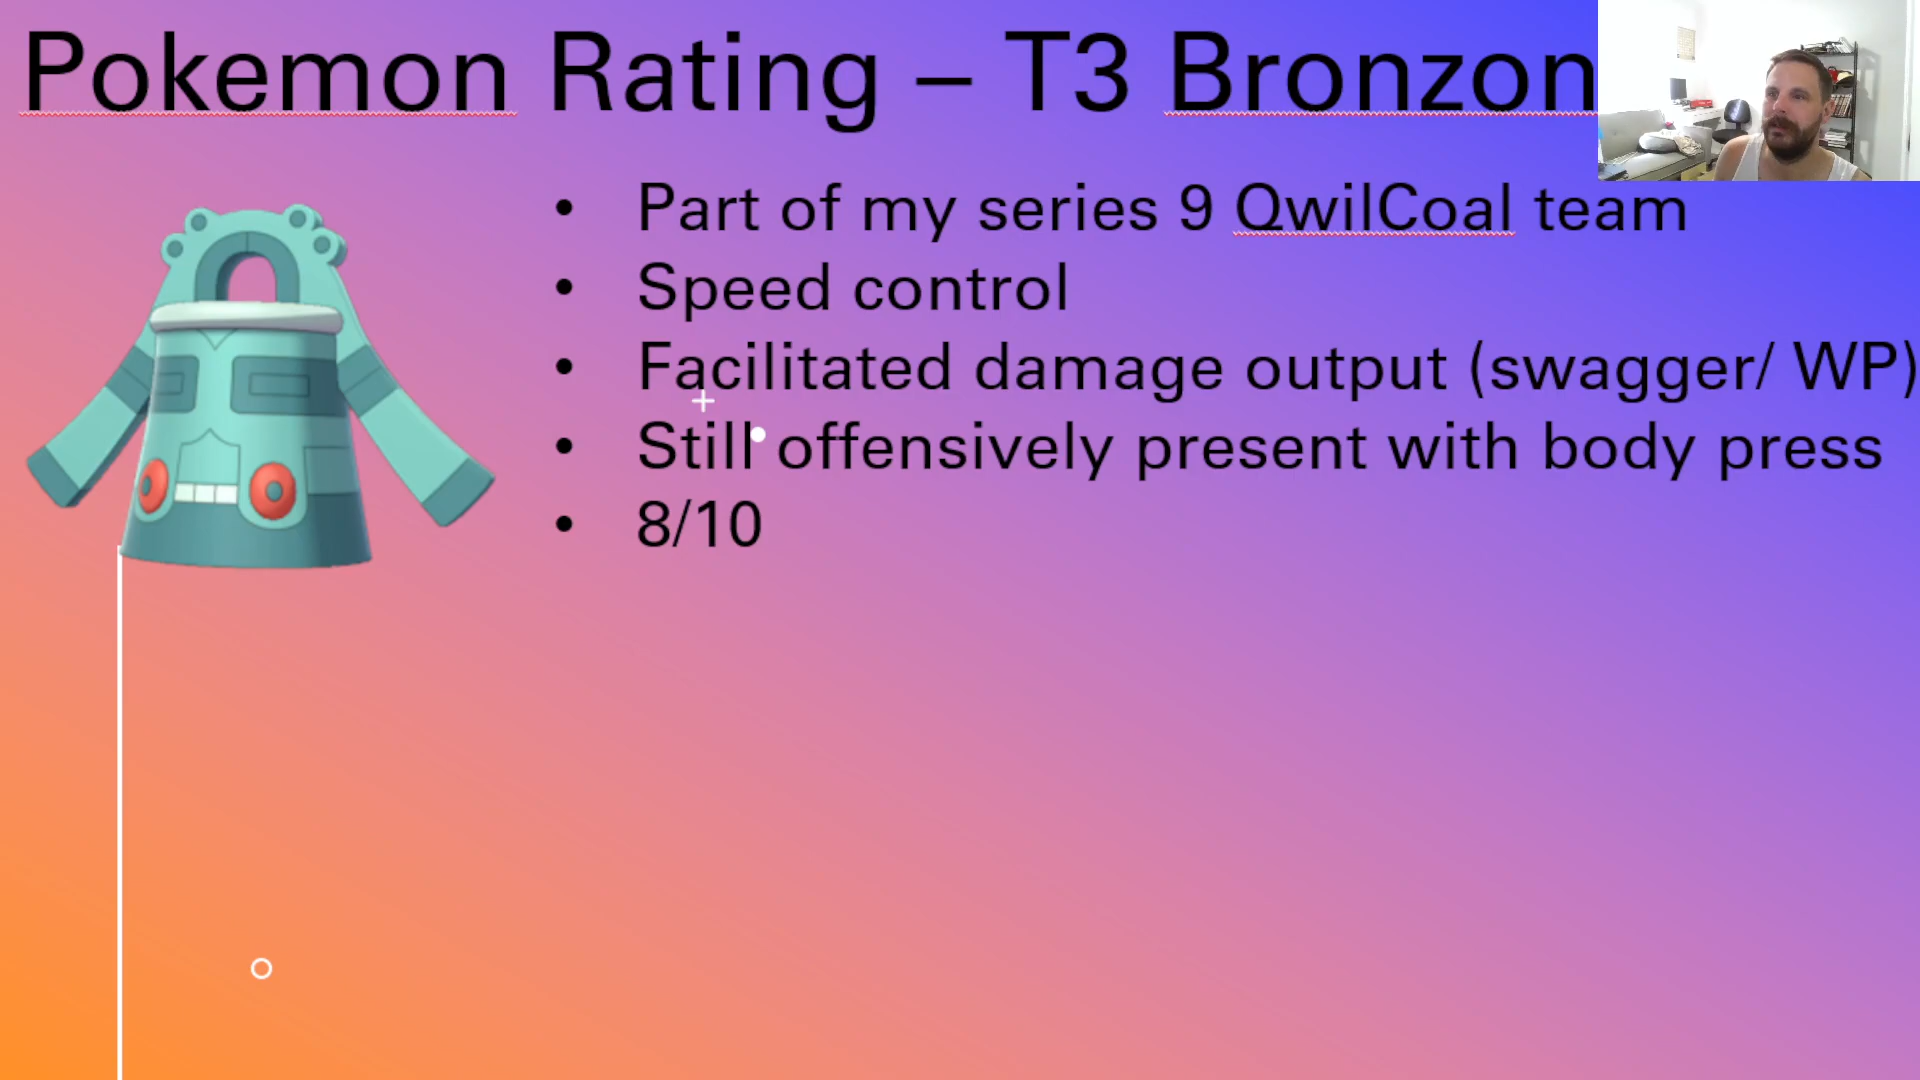 Pokemon Rating – T3 Bronzon
• Part of my series 9 QwilCoal team
• Speed control
• Facilitated damage output (swagger/ WP)
• Still offensively present with body press
• 8/10